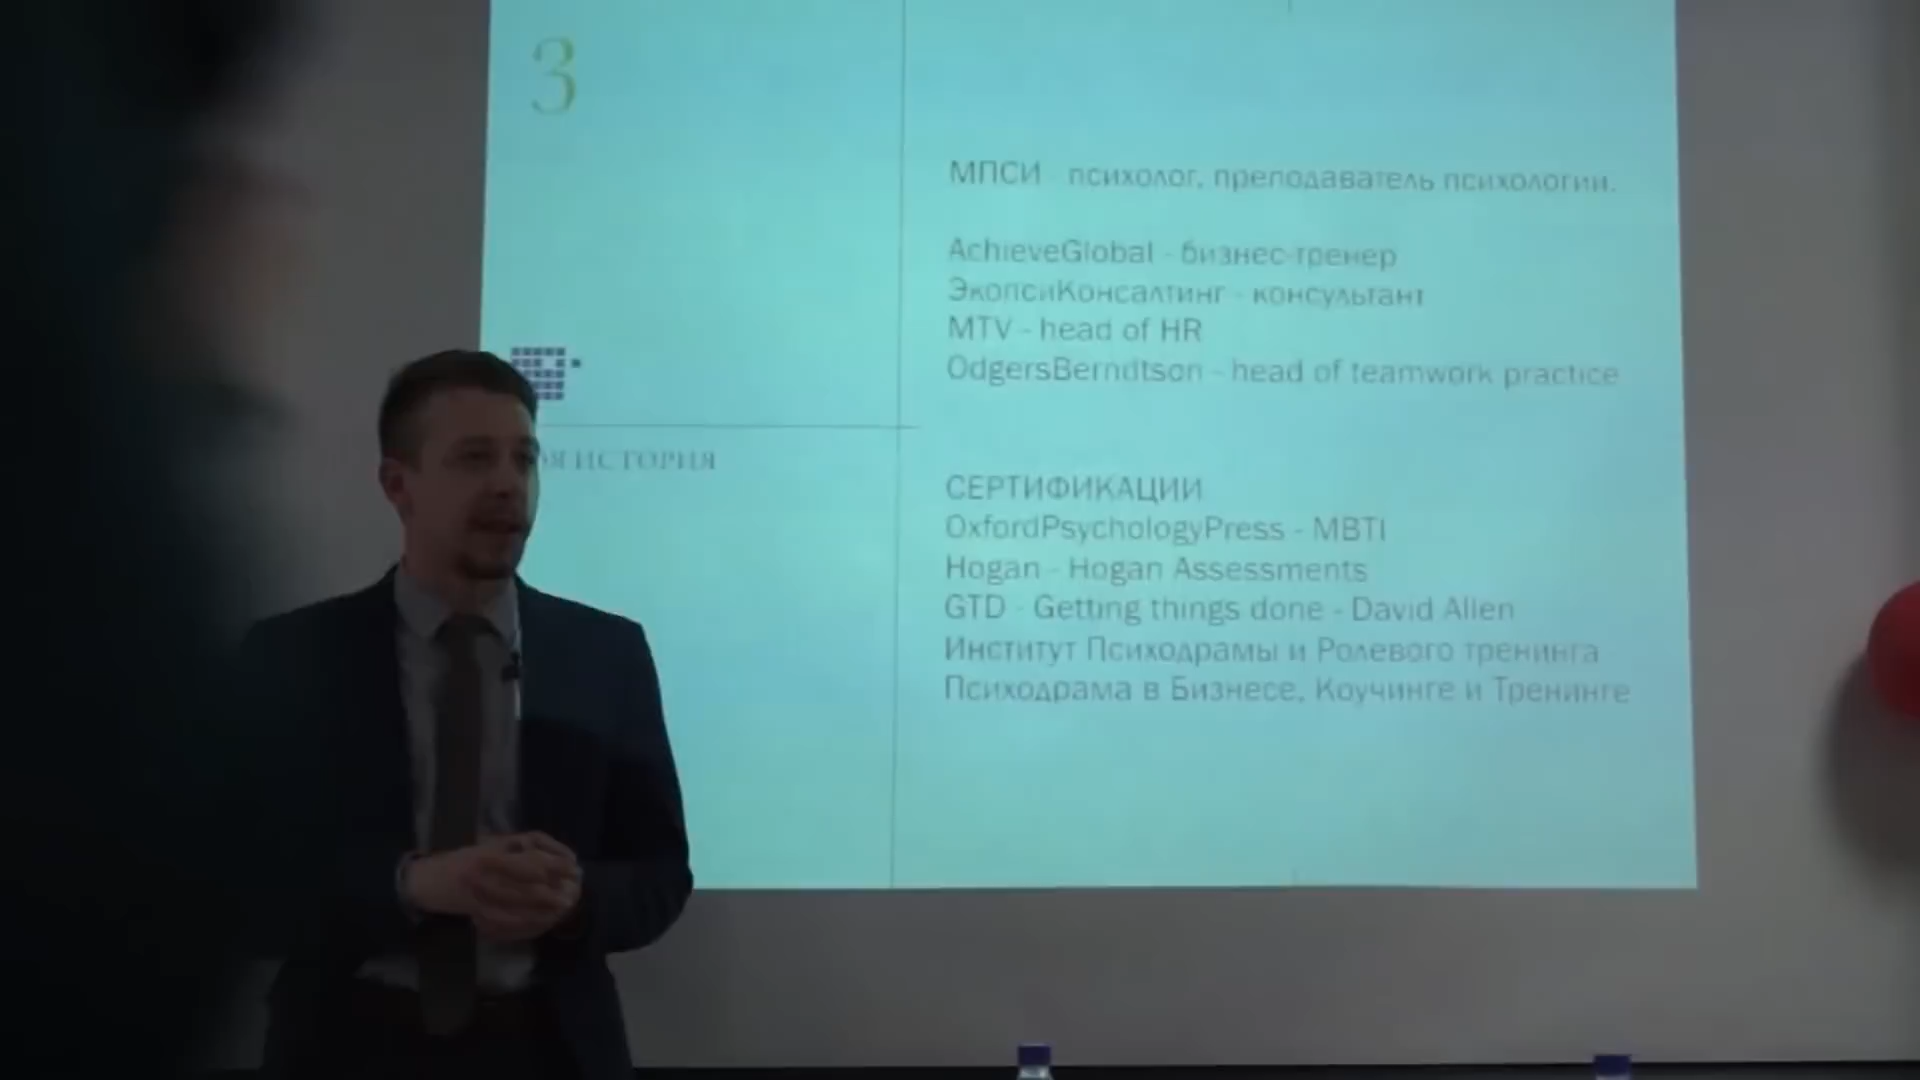 3
МПСИ - психолог, преподаватель психологии.
AchieveGlobal - бизнес-тренер
ЭкопсиКонсалтинг - консультант
MTV - head of HR
OdgersBerndtson - head of teamwork practice
ИСТОРИЯ
СЕРТИФИКАЦИИ
OxfordPsychologyPress - MBTI
Hogan - Hogan Assessments
GTD - Getting things done - David Allen
Институт Психодрамы и Ролевого тренинга
Психодрама в Бизнесе, Коучинге и Тренинге